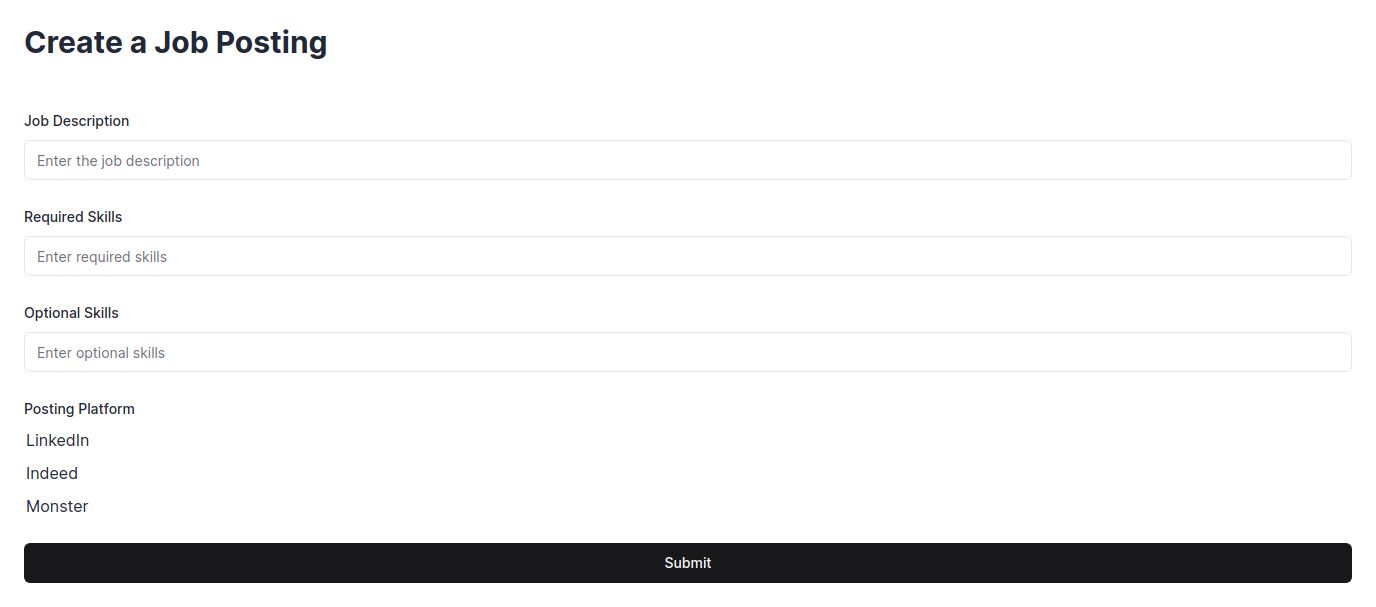 Create a Job Posting
Job Description
Enter the job description
Required Skills
Enter required skills
Optional Skills
Enter optional skills
Posting Platform
LinkedIn
Indeed
Monster
Submit